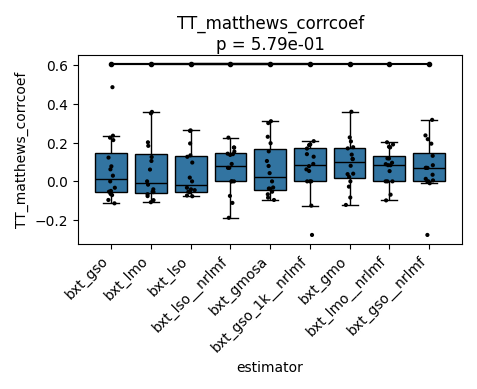 TT_matthews_corrcoef
p = 5.79e-01
TT_matthews_corrcoef
0.6
0.4
0.2
0.0
−0.2
bxt_gso
bxt_lmo
bxt_lso
bxt_lso__nrlmf
bxt_gmosa
bxt_gso_1k__nrlmf
bxt_gmo
bxt_lmo__nrlmf
bxt_gso__nrlmf
estimator